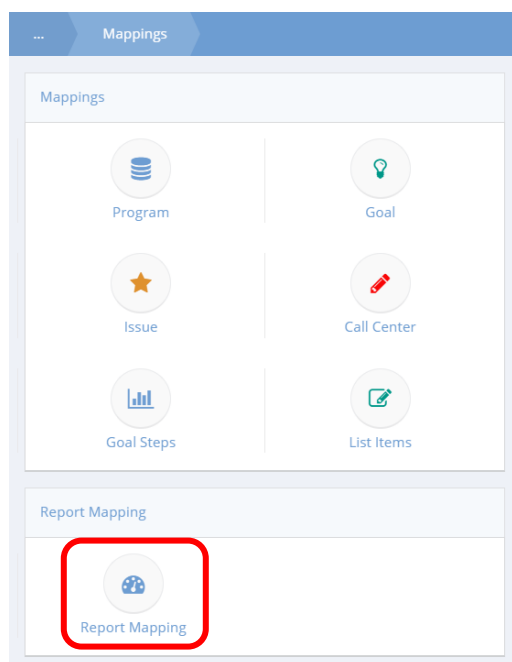 ... Mappings
Mappings
Program Goal
Issue Call Center
Goal Steps List Items
Report Mapping
Report Mapping